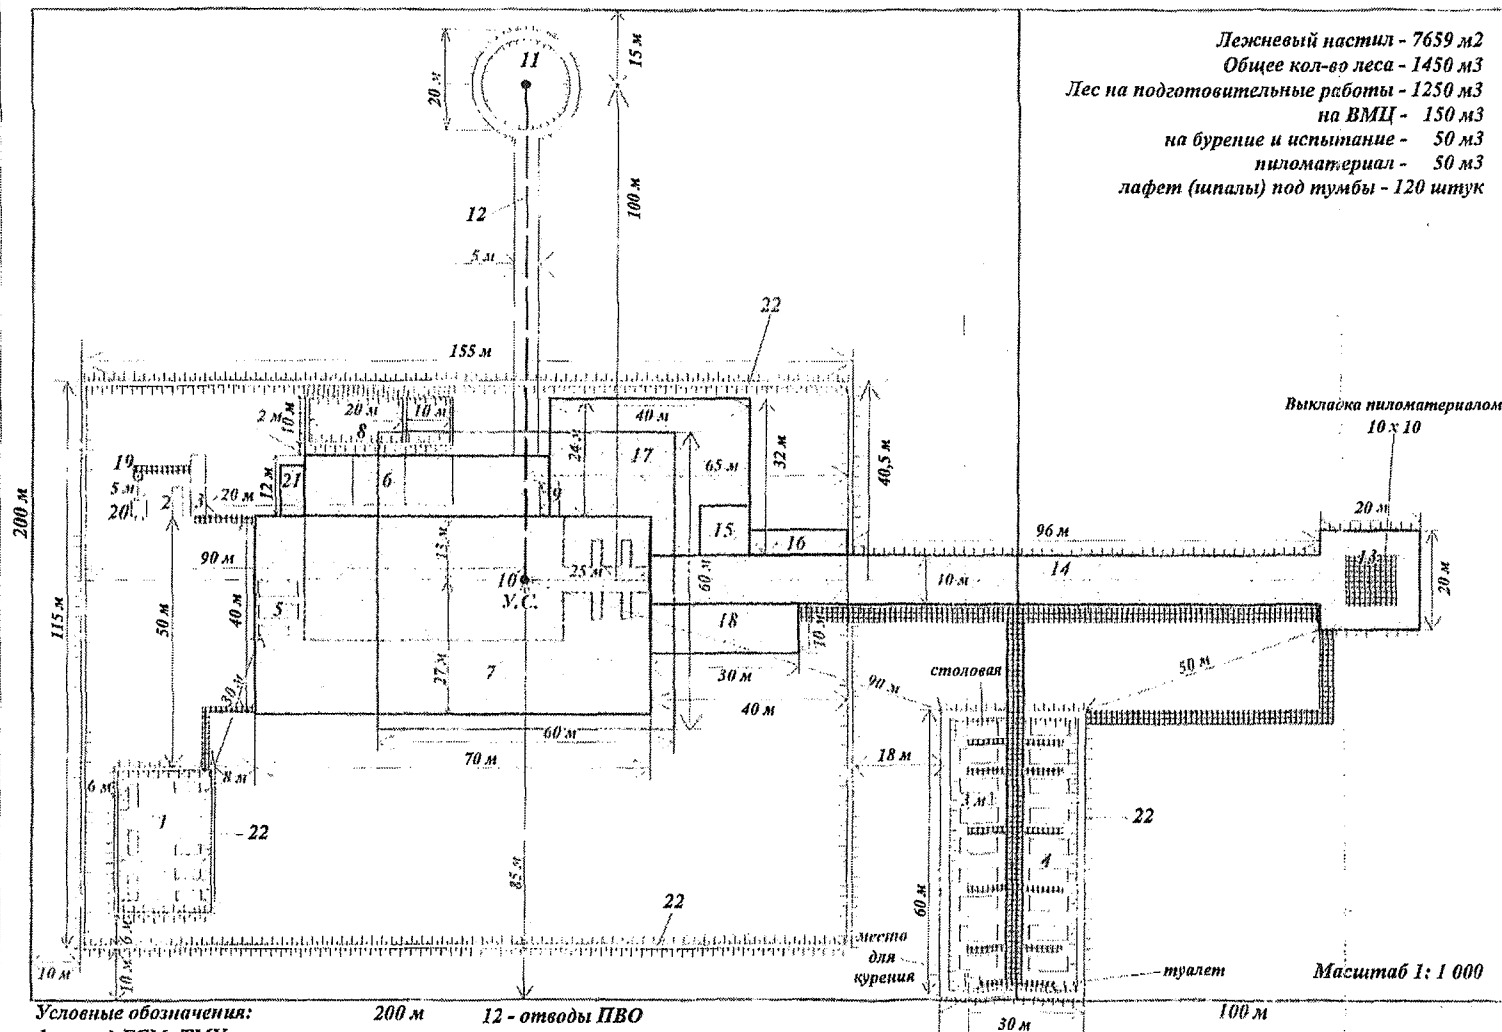 Лежневый настил - 7659 м2
Общее кол-во леса - 1450 м3
Лес на подготовительные работы - 1250 м3
на ВМЦ - 150 м3
на бурение и испытание - 50 м3
пиломатериал - 50 м3
лафет (шпалы) под тумбы - 120 штук
11
20 м
15 м
100 м
12
5 м
22
155 м
Выкладка пиломатериалом
10 х 10
2 м
10 м
20 м
10 м
8
40 м
24 м
17
65 м
32 м
40,5 м
200 м
19
5 м
20
2
3
20 м
12 м
21
6
9
15
16
96 м
20 м
13
20 м
14
10 м
90 м
13 м
10
У.С.
25 м
60 м
115 м
50 м
40 м
5
18
10 м
27 м
7
30 м
30 м
40 м
90 м
столовая
50 м
60 м
70 м
8 м
18 м
6 м
1
22
3 м
22
4
85 м
60 м
22
6 м
место
для
курения
туалет
10 м
10 м
Масштаб 1: 1 000
Условные обозначения:
200 м
12 - отводы ПВО
30 м
100 м